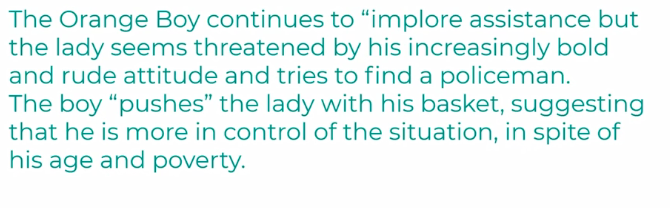 The Orange Boy continues to “implore assistance but
the lady seems threatened by his increasingly bold
and rude attitude and tries to find a policeman.
The boy “pushes” the lady with his basket, suggesting
that he is more in control of the situation, in spite of
his age and poverty.